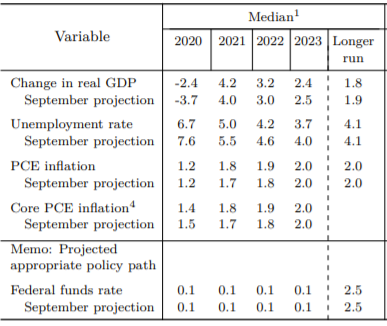 Variable Median1
2020 2021 2022 2023 Longer
run
Change in real GDP -2.4 4.2 3.2 2.4 1.8
September projection -3.7 4.0 3.0 2.5 1.9
Unemployment rate 6.7 5.0 4.2 3.7 4.1
September projection 7.6 5.5 4.6 4.0 4.1
PCE inflation 1.2 1.8 1.9 2.0 2.0
September projection 1.2 1.7 1.8 2.0 2.0
Core PCE inflation4 1.4 1.8 1.9 2.0
September projection 1.5 1.7 1.8 2.0
Memo: Projected
appropriate policy path
Federal funds rate 0.1 0.1 0.1 0.1 2.5
September projection 0.1 0.1 0.1 0.1 2.5